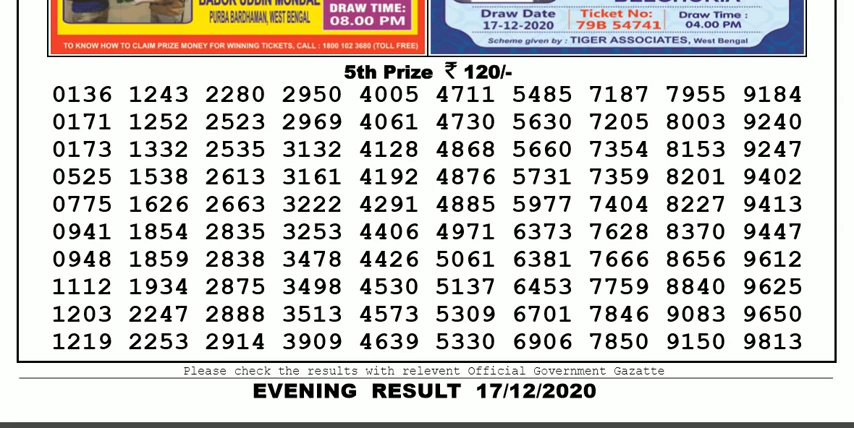 BABOR UDDIN MONDAL
PURBA BARDHAMAN, WEST BENGAL
DRAW TIME:
08.00 PM
TO KNOW HOW TO CLAIM PRIZE MONEY FOR WINNING TICKETS, CALL : 1800 102 3680 (TOLL FREE)
Draw Date
17-12-2020
Ticket No:
79B 54741
Draw Time :
04.00 PM
Scheme given by : TIGER ASSOCIATES, West Bengal
5th Prize ₹ 120/-
0136 1243 2280 2950 4005 4711 5485 7187 7955 9184
0171 1252 2523 2969 4061 4730 5630 7205 8003 9240
0173 1332 2535 3132 4128 4868 5660 7354 8153 9247
0525 1538 2613 3161 4192 4876 5731 7359 8201 9402
0775 1626 2663 3222 4291 4885 5977 7404 8227 9413
0941 1854 2835 3253 4406 4971 6373 7628 8370 9447
0948 1859 2838 3478 4426 5061 6381 7666 8656 9612
1112 1934 2875 3498 4530 5137 6453 7759 8840 9625
1203 2247 2888 3513 4573 5309 6701 7846 9083 9650
1219 2253 2914 3909 4639 5330 6906 7850 9150 9813
Please check the results with relevent Official Government Gazatte
EVENING RESULT 17/12/2020